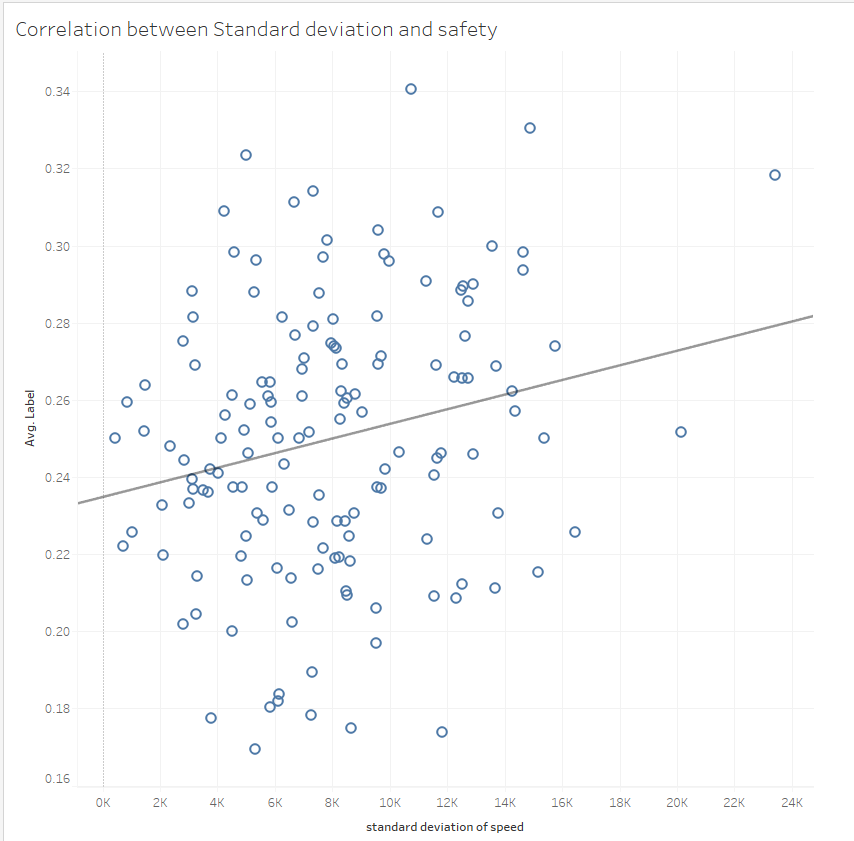 Correlation between Standard deviation and safety
0.34
0.32
0.30
0.28
0.26
0.24
0.22
0.20
0.18
0.16
Avg. Label
0K 2K 4K 6K 8K 10K 12K 14K 16K 18K 20K 22K 24K
standard deviation of speed